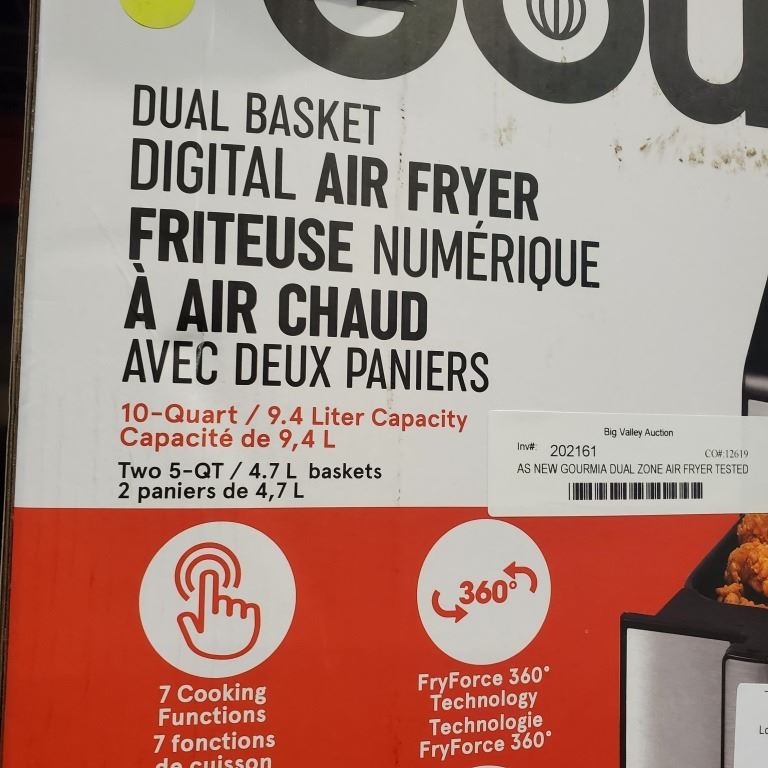 DUAL BASKET
DIGITAL AIR FRYER
FRITEUSE NUMÉRIQUE
À AIR CHAUD
AVEC DEUX PANIERS
10-Quart / 9.4 Liter Capacity
Capacité de 9,4 L
Two 5-QT / 4.7 L baskets
2 paniers de 4,7 L
Big Valley Auction
Inv#: 202161 CO#:12619
AS NEW GOURMIA DUAL ZONE AIR FRYER TESTED
7 Cooking
Functions
7 fonctions
de cuisson
360°
FryForce 360°
Technology
Technologie
FryForce 360°